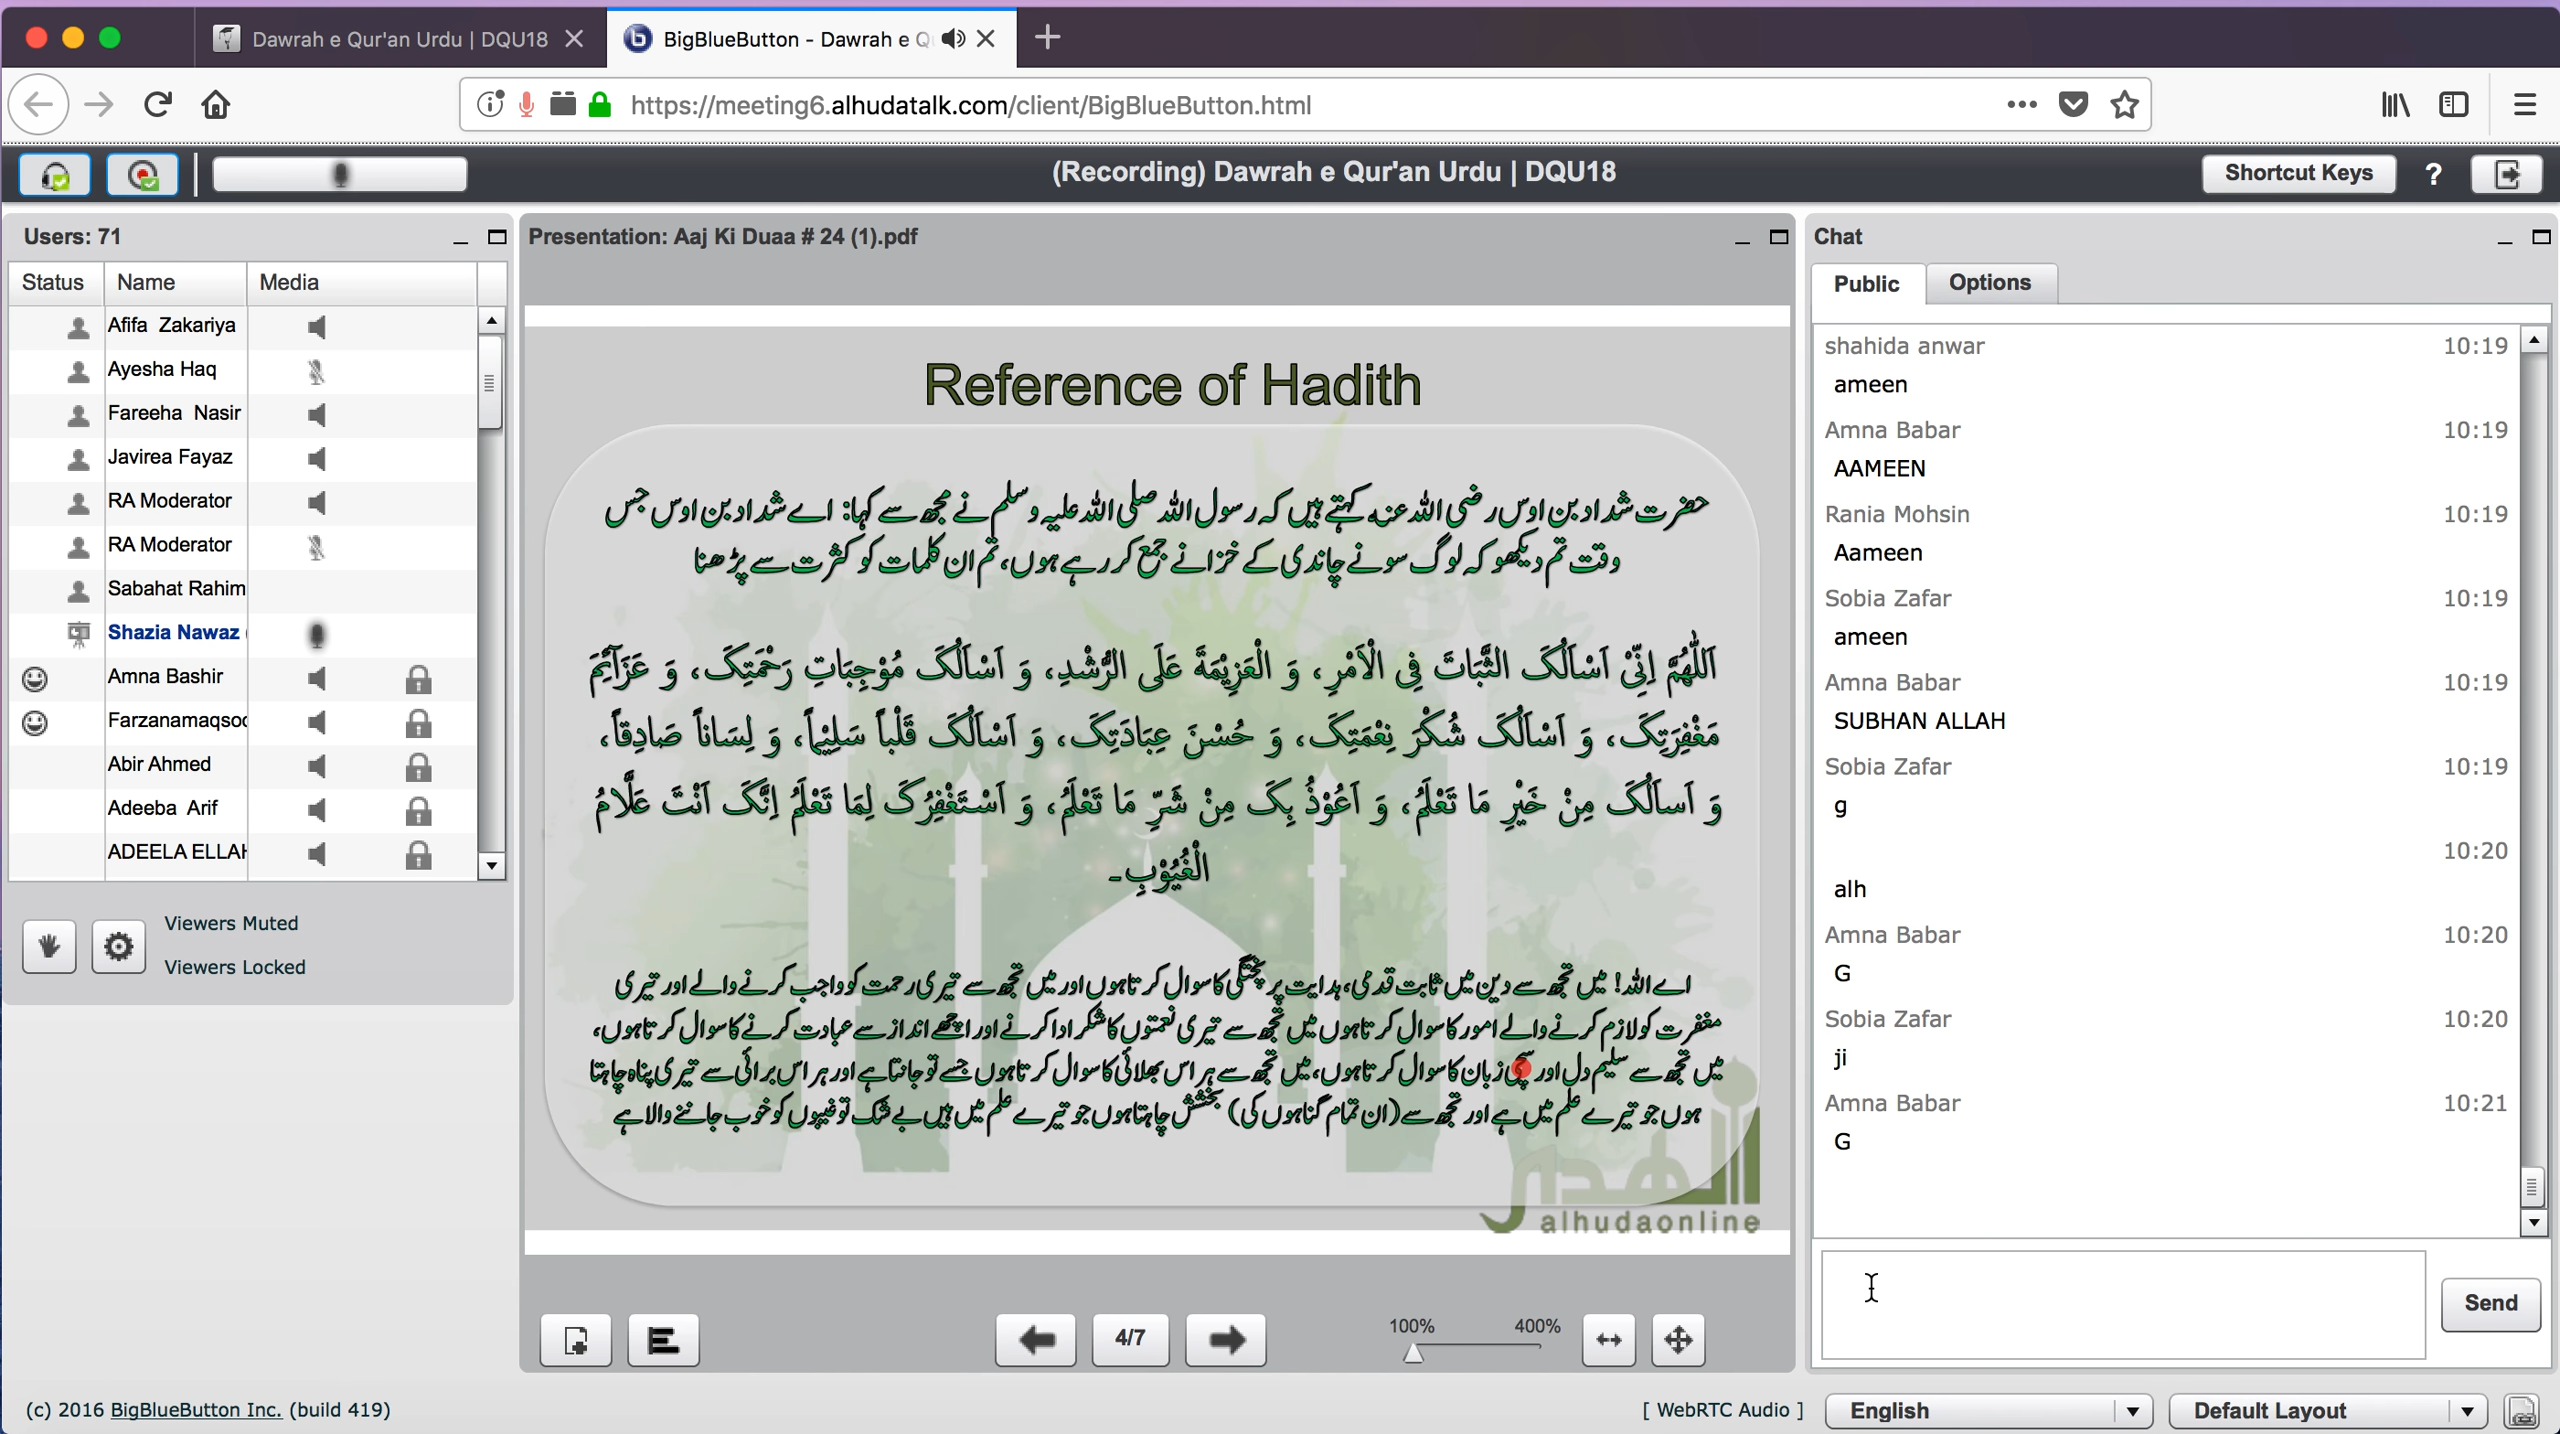 Dawrah e Qur'an Urdu | DQU18
BigBlueButton - Dawrah e Q
https://meeting6.alhudatalk.com/client/BigBlueButton.html
(Recording) Dawrah e Qur'an Urdu | DQU18
Shortcut Keys
?
Users: 71
Status Name Media
Afifa Zakariya
Ayesha Haq
Fareeha Nasir
Javirea Fayaz
RA Moderator
RA Moderator
Sabahat Rahim
Shazia Nawaz
Amna Bashir
Farzanamaqsoo
Abir Ahmed
Adeeba Arif
ADEELA ELLAH
Viewers Muted
Viewers Locked
Presentation: Aaj Ki Duaa # 24 (1).pdf
Reference of Hadith
حضرت شداد بن اوس رضی اللہ عنہ کہتے ہیں کہ رسول اللہ صلی اللہ علیہ و سلم نے مجھ سے کہا: اے شداد بن اوس جس
وقت تم دیکھو کہ لوگ سونے چاندی کے خزانے جمع کر رہے ہوں، تم ان کلمات کو کثرت سے پڑھنا
اَللّٰهُمَّ اِنِّیْ اَسْاَلُکَ الثَّبَاتَ فِی الْاَمْرِ، وَ الْعَزِیْمَةَ عَلَی الرُّشْدِ، وَ اَسْاَلُکَ مُوْجِبَاتِ رَحْمَتِکَ، وَ عَزَآئِمَ
مَغْفِرَتِکَ، وَ اَسْاَلُکَ شُکْرَ نِعْمَتِکَ، وَ حُسْنَ عِبَادَتِکَ، وَ اَسْاَلُکَ قَلْباً سَلِیْماً، وَ لِسَاناً صَادِقاً،
وَ اَسْاَلُکَ مِنْ خَیْرِ مَا تَعْلَمُ، وَ اَعُوْذُ بِکَ مِنْ شَرِّ مَا تَعْلَمُ، وَ اَسْتَغْفِرُکَ لِمَا تَعْلَمُ اِنَّکَ اَنْتَ عَلَّامُ
الْغُیُوْبِ۔
اے اللہ! میں تجھ سے دین میں ثابت قدمی، ہدایت پر پختگی کا سوال کرتا ہوں اور میں تجھ سے تیری رحمت کو واجب کرنے والے اور تیری
مغفرت کو لازم کرنے والے امور کا سوال کرتا ہوں میں تجھ سے تیری نعمتوں کا شکر ادا کرنے اور اچھے انداز سے عبادت کرنے کا سوال کرتا ہوں،
میں تجھ سے سلیم دل اور سچی زبان کا سوال کرتا ہوں، میں تجھ سے ہر اس بھلائی کا سوال کرتا ہوں جسے تو جانتا ہے اور ہر اس برائی سے تیری پناہ چاہتا
ہوں جو تیرے علم میں ہے اور تجھ سے (ان تمام گناہوں کی) بخشش چاہتا ہوں جو تیرے علم میں ہیں بے شک تو غیبوں کو خوب جاننے والا ہے
الهدى
alhudaonline
4/7
100% 400%
Chat
Public Options
shahida anwar 10:19
ameen
Amna Babar 10:19
AAMEEN
Rania Mohsin 10:19
Aameen
Sobia Zafar 10:19
ameen
Amna Babar 10:19
SUBHAN ALLAH
Sobia Zafar 10:19
g
10:20
alh
Amna Babar 10:20
G
Sobia Zafar 10:20
ji
Amna Babar 10:21
G
Send
(c) 2016 BigBlueButton Inc. (build 419)
[ WebRTC Audio ]
English
Default Layout